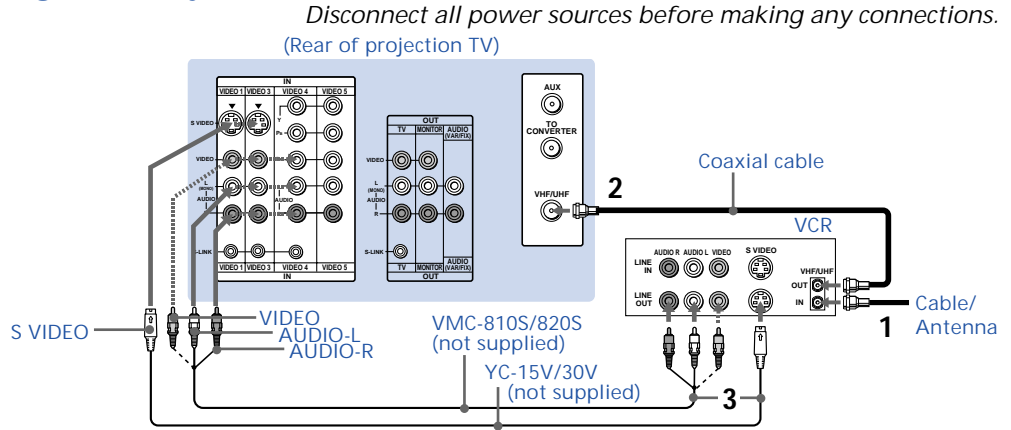 Disconnect all power sources before making any connections.
(Rear of projection TV)
IN
VIDEO 1 VIDEO 3 VIDEO 4 VIDEO 5
S VIDEO
Y
VIDEO
L
(MONO)
AUDIO
R
AUDIO
S-LINK
VIDEO 1 VIDEO 3 VIDEO 4 VIDEO 5
IN
OUT
TV MONITOR AUDIO (VAR/FIX)
VIDEO
L
(MONO)
AUDIO
R
S-LINK
TV MONITOR AUDIO (VAR/FIX)
OUT
AUX
TO
CONVERTER
VHF/UHF
2
Coaxial cable
VCR
AUDIO R AUDIO L VIDEO S VIDEO
LINE IN
LINE OUT
VHF/UHF
OUT
IN
1
Cable/
Antenna
S VIDEO
VIDEO
AUDIO-L
AUDIO-R
VMC-810S/820S
(not supplied)
YC-15V/30V
(not supplied)
3